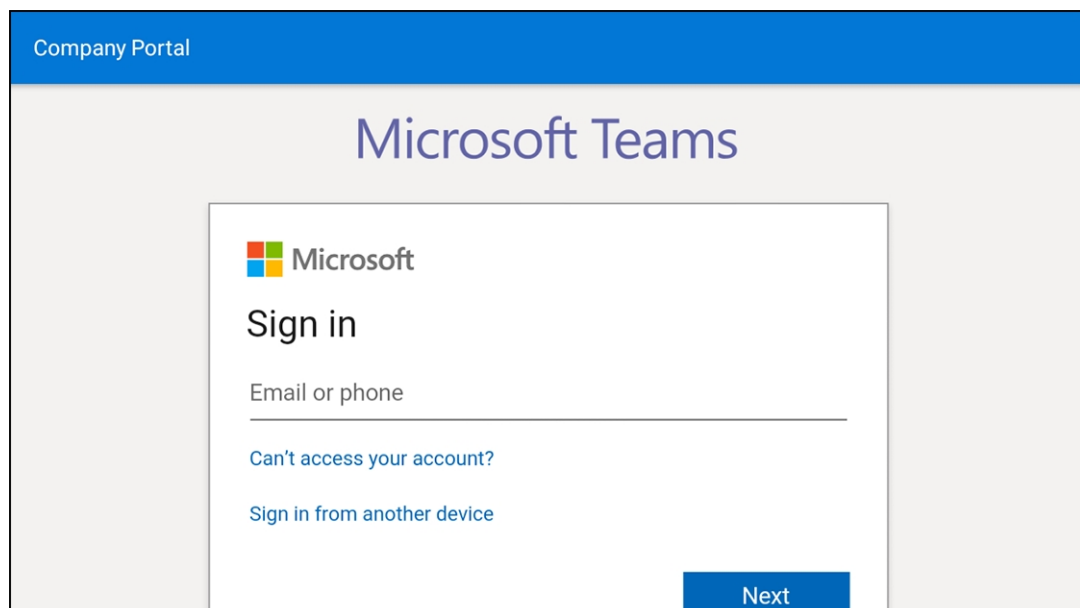 Company Portal
Microsoft Teams
Microsoft
Sign in
Email or phone
Can't access your account?
Sign in from another device
Next